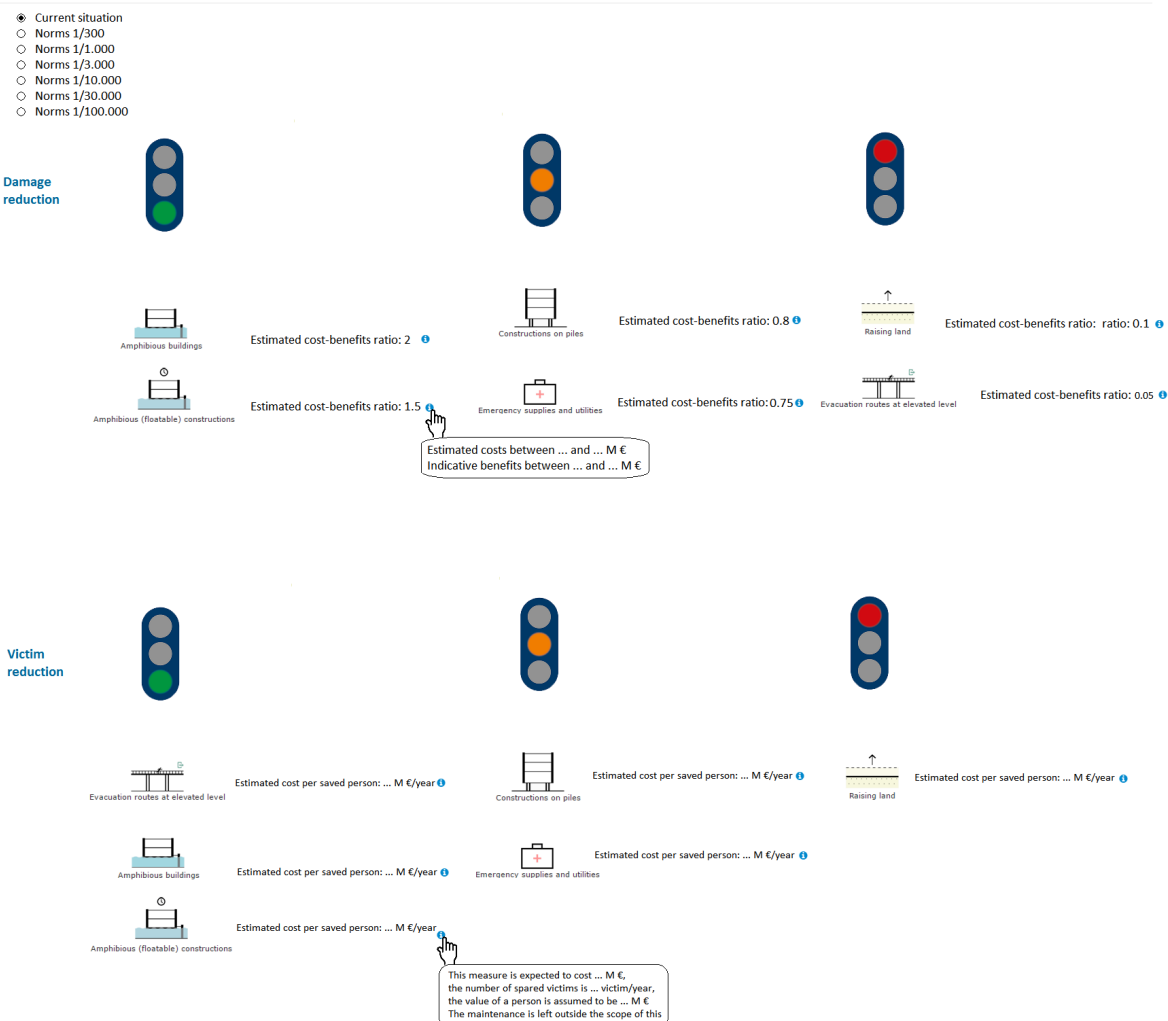 Current situation
Norms 1/300
Norms 1/1.000
Norms 1/3.000
Norms 1/10.000
Norms 1/30.000
Norms 1/100.000
Damage
reduction
Amphibious buildings
Estimated cost-benefits ratio: 2
Constructions on piles
Estimated cost-benefits ratio: 0.8
Raising land
Estimated cost-benefits ratio: ratio: 0.1
Amphibious (floatable) constructions
Estimated cost-benefits ratio: 1.5
Emergency supplies and utilities
Estimated cost-benefits ratio: 0.75
Evacuation routes at elevated level
Estimated cost-benefits ratio: 0.05
Estimated costs between ... and ... M €
Indicative benefits between ... and ... M €
Victim
reduction
Evacuation routes at elevated level
Estimated cost per saved person: ... M €/year
Constructions on piles
Estimated cost per saved person: ... M €/year
Raising land
Estimated cost per saved person: ... M €/year
Amphibious buildings
Estimated cost per saved person: ... M €/year
Emergency supplies and utilities
Estimated cost per saved person: ... M €/year
Amphibious (floatable) constructions
Estimated cost per saved person: ... M €/year
This measure is expected to cost ... M €,
the number of spared victims is ... victim/year,
the value of a person is assumed to be ... M €
The maintenance is left outside the scope of this